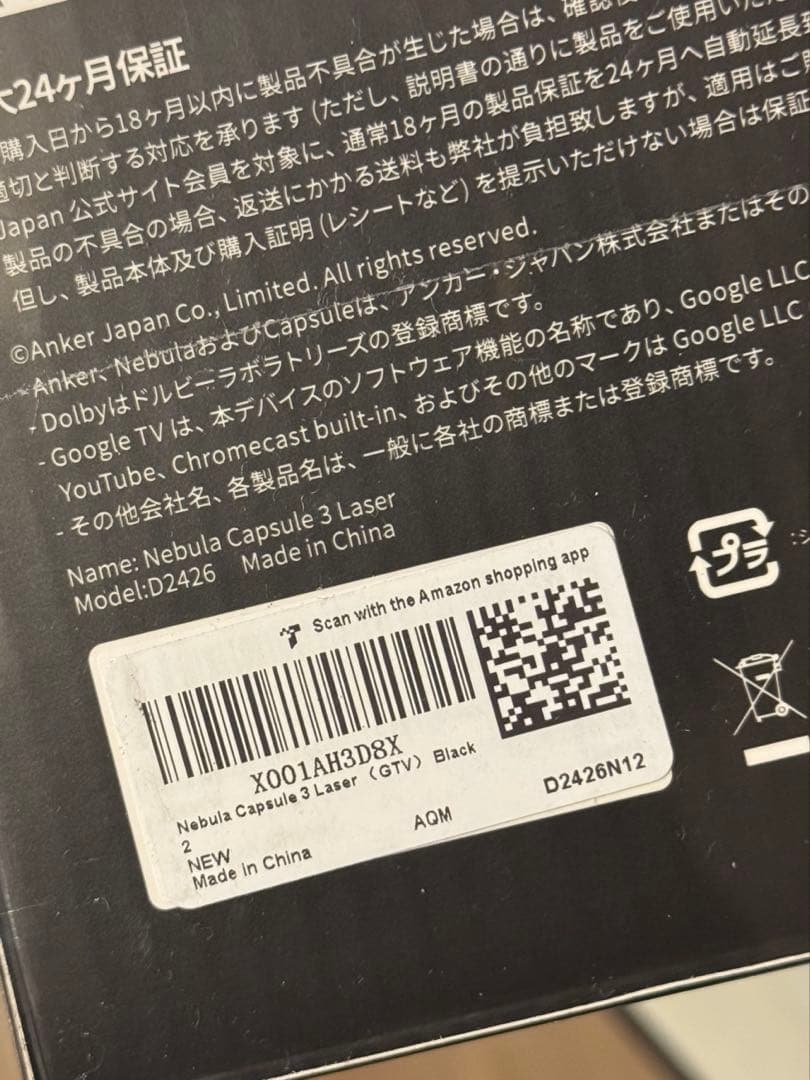 大24ヶ月保証
購入日から18ヶ月以内に製品不具合が生じた場合は、確認
適切と判断する対応を承ります(ただし、説明書の通りに製品をご使用いただ
Japan 公式サイト会員を対象に、通常18ヶ月の製品保証を24ヶ月へ自動延長
製品の不具合の場合、返送にかかる送料も弊社が負担致しますが、適用はご
但し、製品本体及び購入証明(レシートなど)を提示いただけない場合は保証
©Anker Japan Co., Limited. All rights reserved.
- Anker、NebulaおよびCapsuleは、アンカー・ジャパン株式会社またはその
- Dolbyはドルビーラボラトリーズの登録商標です。
- Google TV は、本デバイスのソフトウェア機能の名称であり、Google LLC
YouTube、Chromecast built-in、およびその他のマークは Google LLC
- その他会社名、各製品名は、一般に各社の商標または登録商標です。
Name: Nebula Capsule 3 Laser
Model:D2426 Made in China
プラ
Scan with the Amazon shopping app
X001AH3D8X
Nebula Capsule 3 Laser（GTV）Black
2
NEW
Made in China
AQM
D2426N12